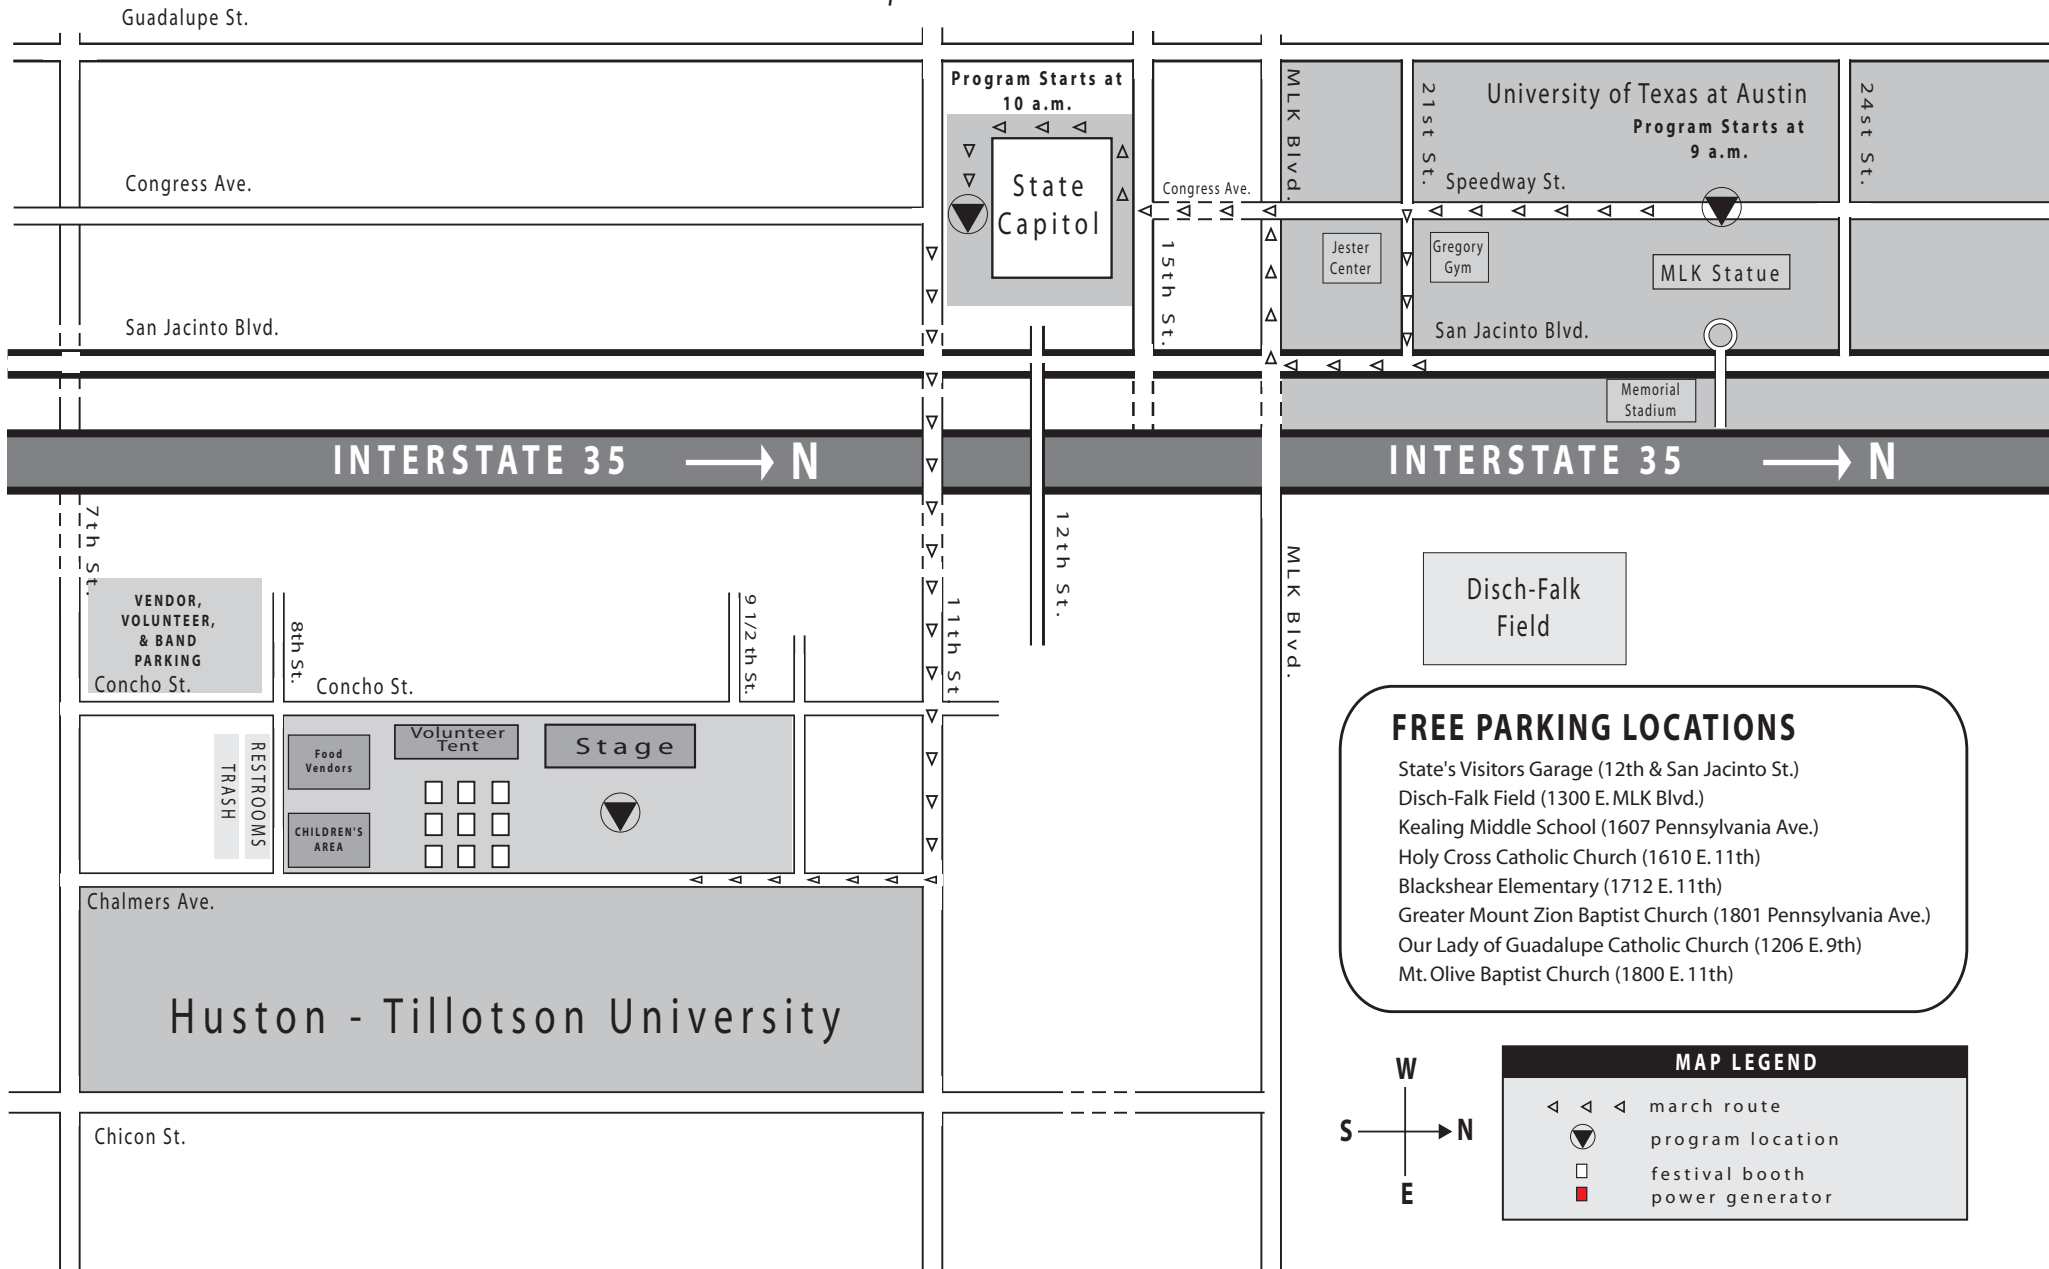 Guadalupe St.
Program Starts at
10 a.m.
MLK Blvd.
21st St.
University of Texas at Austin
Program Starts at
9 a.m.
24st St.
Congress Ave.
State
Capitol
Congress Ave.
Speedway St.
15th St.
Jester
Center
Gregory
Gym
MLK Statue
San Jacinto Blvd.
San Jacinto Blvd.
Memorial
Stadium
INTERSTATE 35 N
INTERSTATE 35 N
7th St.
12th St.
MLK Blvd.
Disch-Falk
Field
VENDOR,
VOLUNTEER,
& BAND
PARKING
Concho St.
8th St.
Concho St.
9 1/2 th St.
11th St.
TRASH
RESTROOMS
Food
Vendors
Volunteer
Tent
Stage
CHILDREN'S
AREA
Chalmers Ave.
Huston - Tillotson University
Chicon St.
FREE PARKING LOCATIONS
State's Visitors Garage (12th & San Jacinto St.)
Disch-Falk Field (1300 E. MLK Blvd.)
Kealing Middle School (1607 Pennsylvania Ave.)
Holy Cross Catholic Church (1610 E. 11th)
Blackshear Elementary (1712 E. 11th)
Greater Mount Zion Baptist Church (1801 Pennsylvania Ave.)
Our Lady of Guadalupe Catholic Church (1206 E. 9th)
Mt. Olive Baptist Church (1800 E. 11th)
W
S N
E
MAP LEGEND
march route
program location
festival booth
power generator